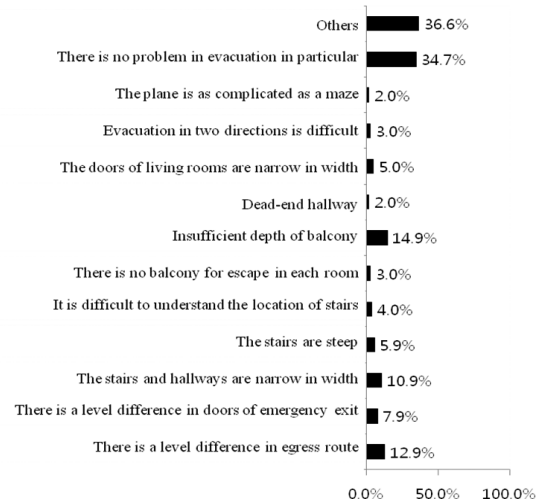 Others 36.6%
There is no problem in evacuation in particular 34.7%
The plane is as complicated as a maze 2.0%
Evacuation in two directions is difficult 3.0%
The doors of living rooms are narrow in width 5.0%
Dead-end hallway 2.0%
Insufficient depth of balcony 14.9%
There is no balcony for escape in each room 3.0%
It is difficult to understand the location of stairs 4.0%
The stairs are steep 5.9%
The stairs and hallways are narrow in width 10.9%
There is a level difference in doors of emergency exit 7.9%
There is a level difference in egress route 12.9%
0.0% 50.0% 100.0%